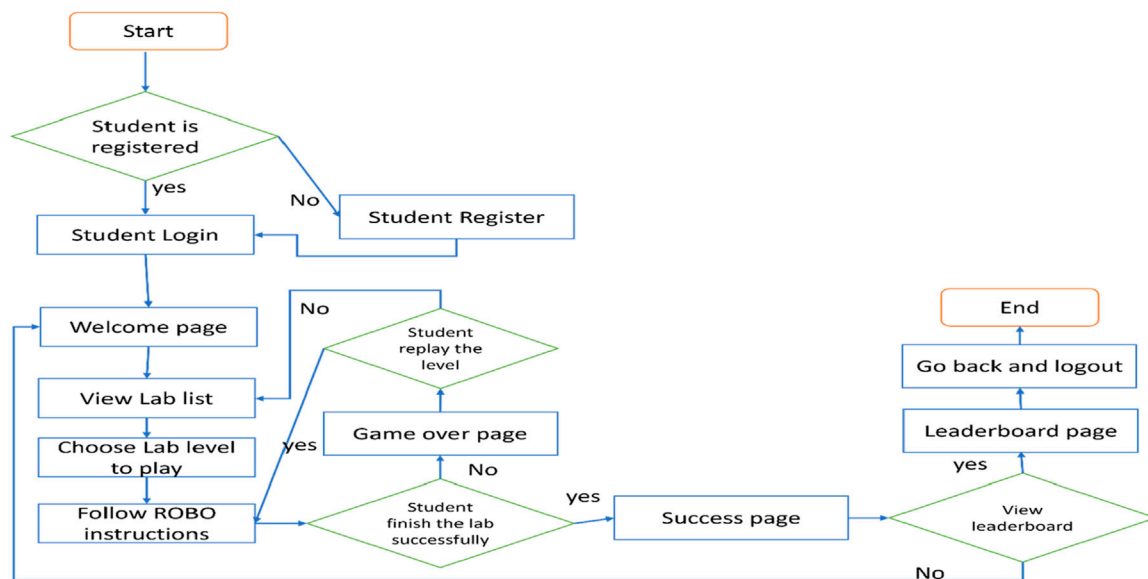 Start
Student is
registered
yes
No
Student Register
Student Login
Welcome page
View Lab list
Choose Lab level
to play
Follow ROBO
instructions
No
Student
replay the
level
yes
Game over page
No
Student
finish the lab
successfully
yes
Success page
View
leaderboard
yes
No
Leaderboard page
Go back and logout
End